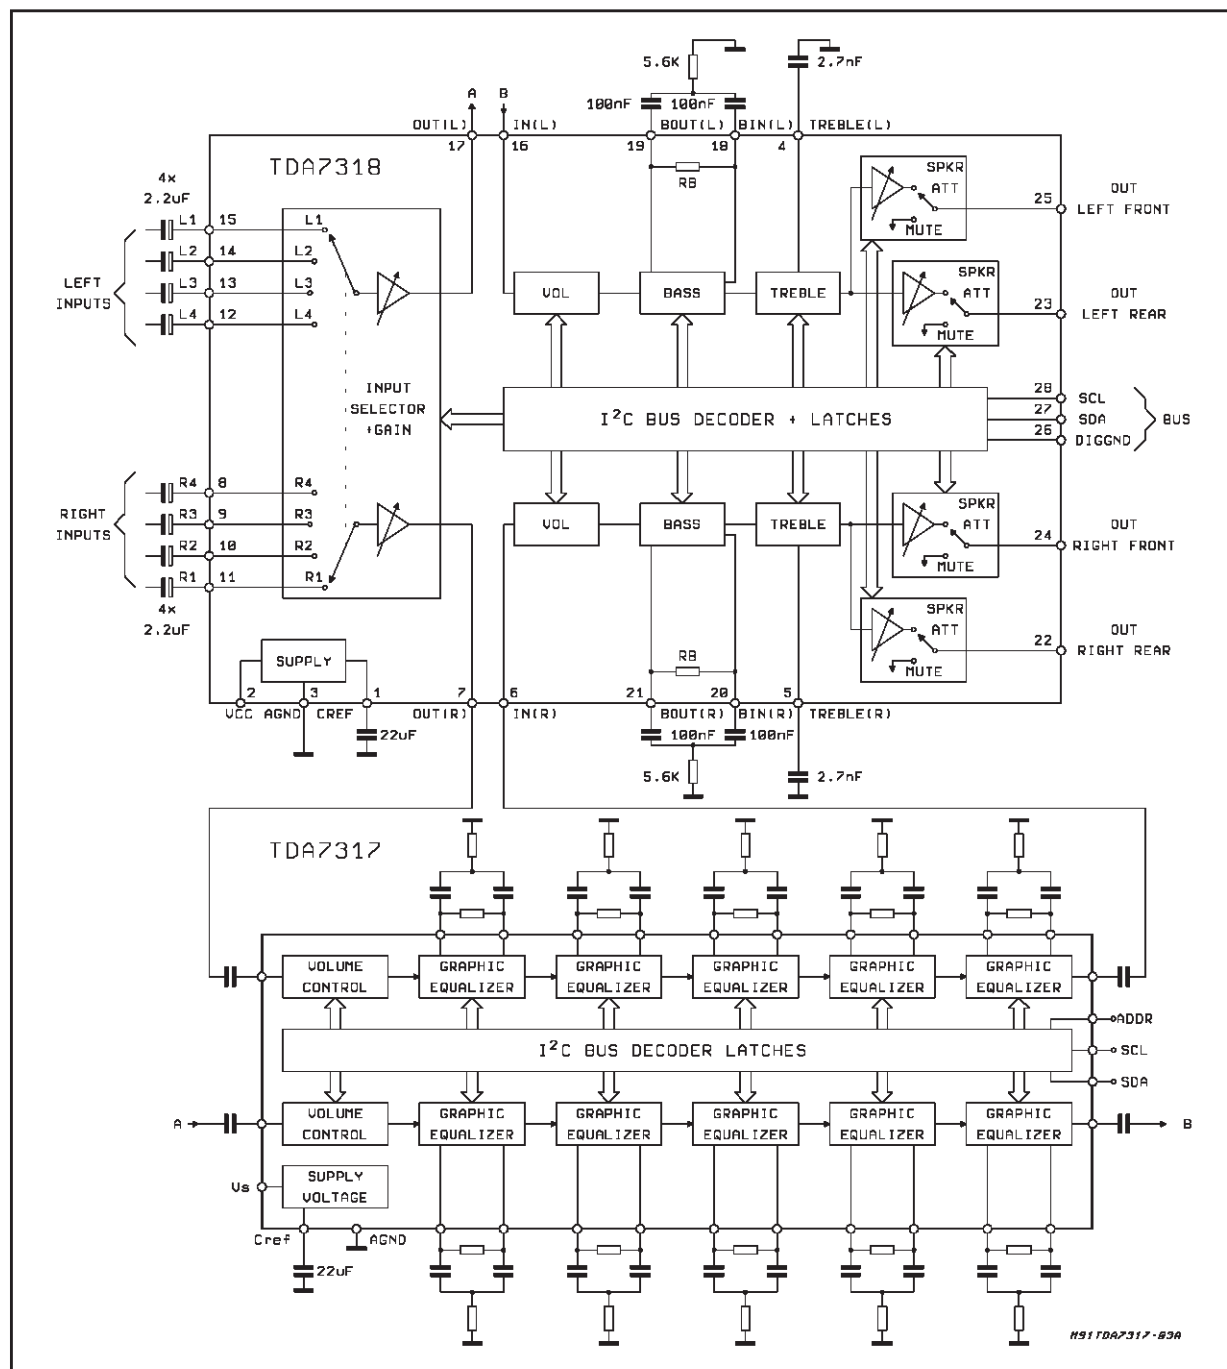 5.6K
2.7nF
100nF
100nF
A
B
OUT(L)
IN(L)
BOUT(L)
BIN(L)
TREBLE(L)
17
16
19
18
4
TDA7318
RB
SPKR
ATT
MUTE
25
OUT
LEFT FRONT
4x
2.2uF
L1
15
L1
L2
14
L2
L3
13
L3
L4
12
L4
LEFT
INPUTS
VOL
BASS
TREBLE
SPKR
ATT
MUTE
23
OUT
LEFT REAR
INPUT
SELECTOR
+GAIN
I²C BUS DECODER + LATCHES
28
SCL
27
SDA
26
DIGGND
BUS
RIGHT
INPUTS
R4
8
R4
R3
9
R3
R2
10
R2
R1
11
R1
4x
2.2uF
VOL
BASS
TREBLE
SPKR
ATT
MUTE
24
OUT
RIGHT FRONT
SPKR
ATT
MUTE
22
OUT
RIGHT REAR
SUPPLY
RB
2
3
1
7
6
21
20
5
VCC
AGND
CREF
OUT(R)
IN(R)
BOUT(R)
BIN(R)
TREBLE(R)
22uF
100nF
100nF
5.6K
2.7nF
TDA7317
VOLUME
CONTROL
GRAPHIC
EQUALIZER
GRAPHIC
EQUALIZER
GRAPHIC
EQUALIZER
GRAPHIC
EQUALIZER
GRAPHIC
EQUALIZER
I²C BUS DECODER LATCHES
ADDR
SCL
SDA
A
VOLUME
CONTROL
GRAPHIC
EQUALIZER
GRAPHIC
EQUALIZER
GRAPHIC
EQUALIZER
GRAPHIC
EQUALIZER
GRAPHIC
EQUALIZER
B
Vs
SUPPLY
VOLTAGE
Cref
AGND
22uF
M91TDA7317-03A